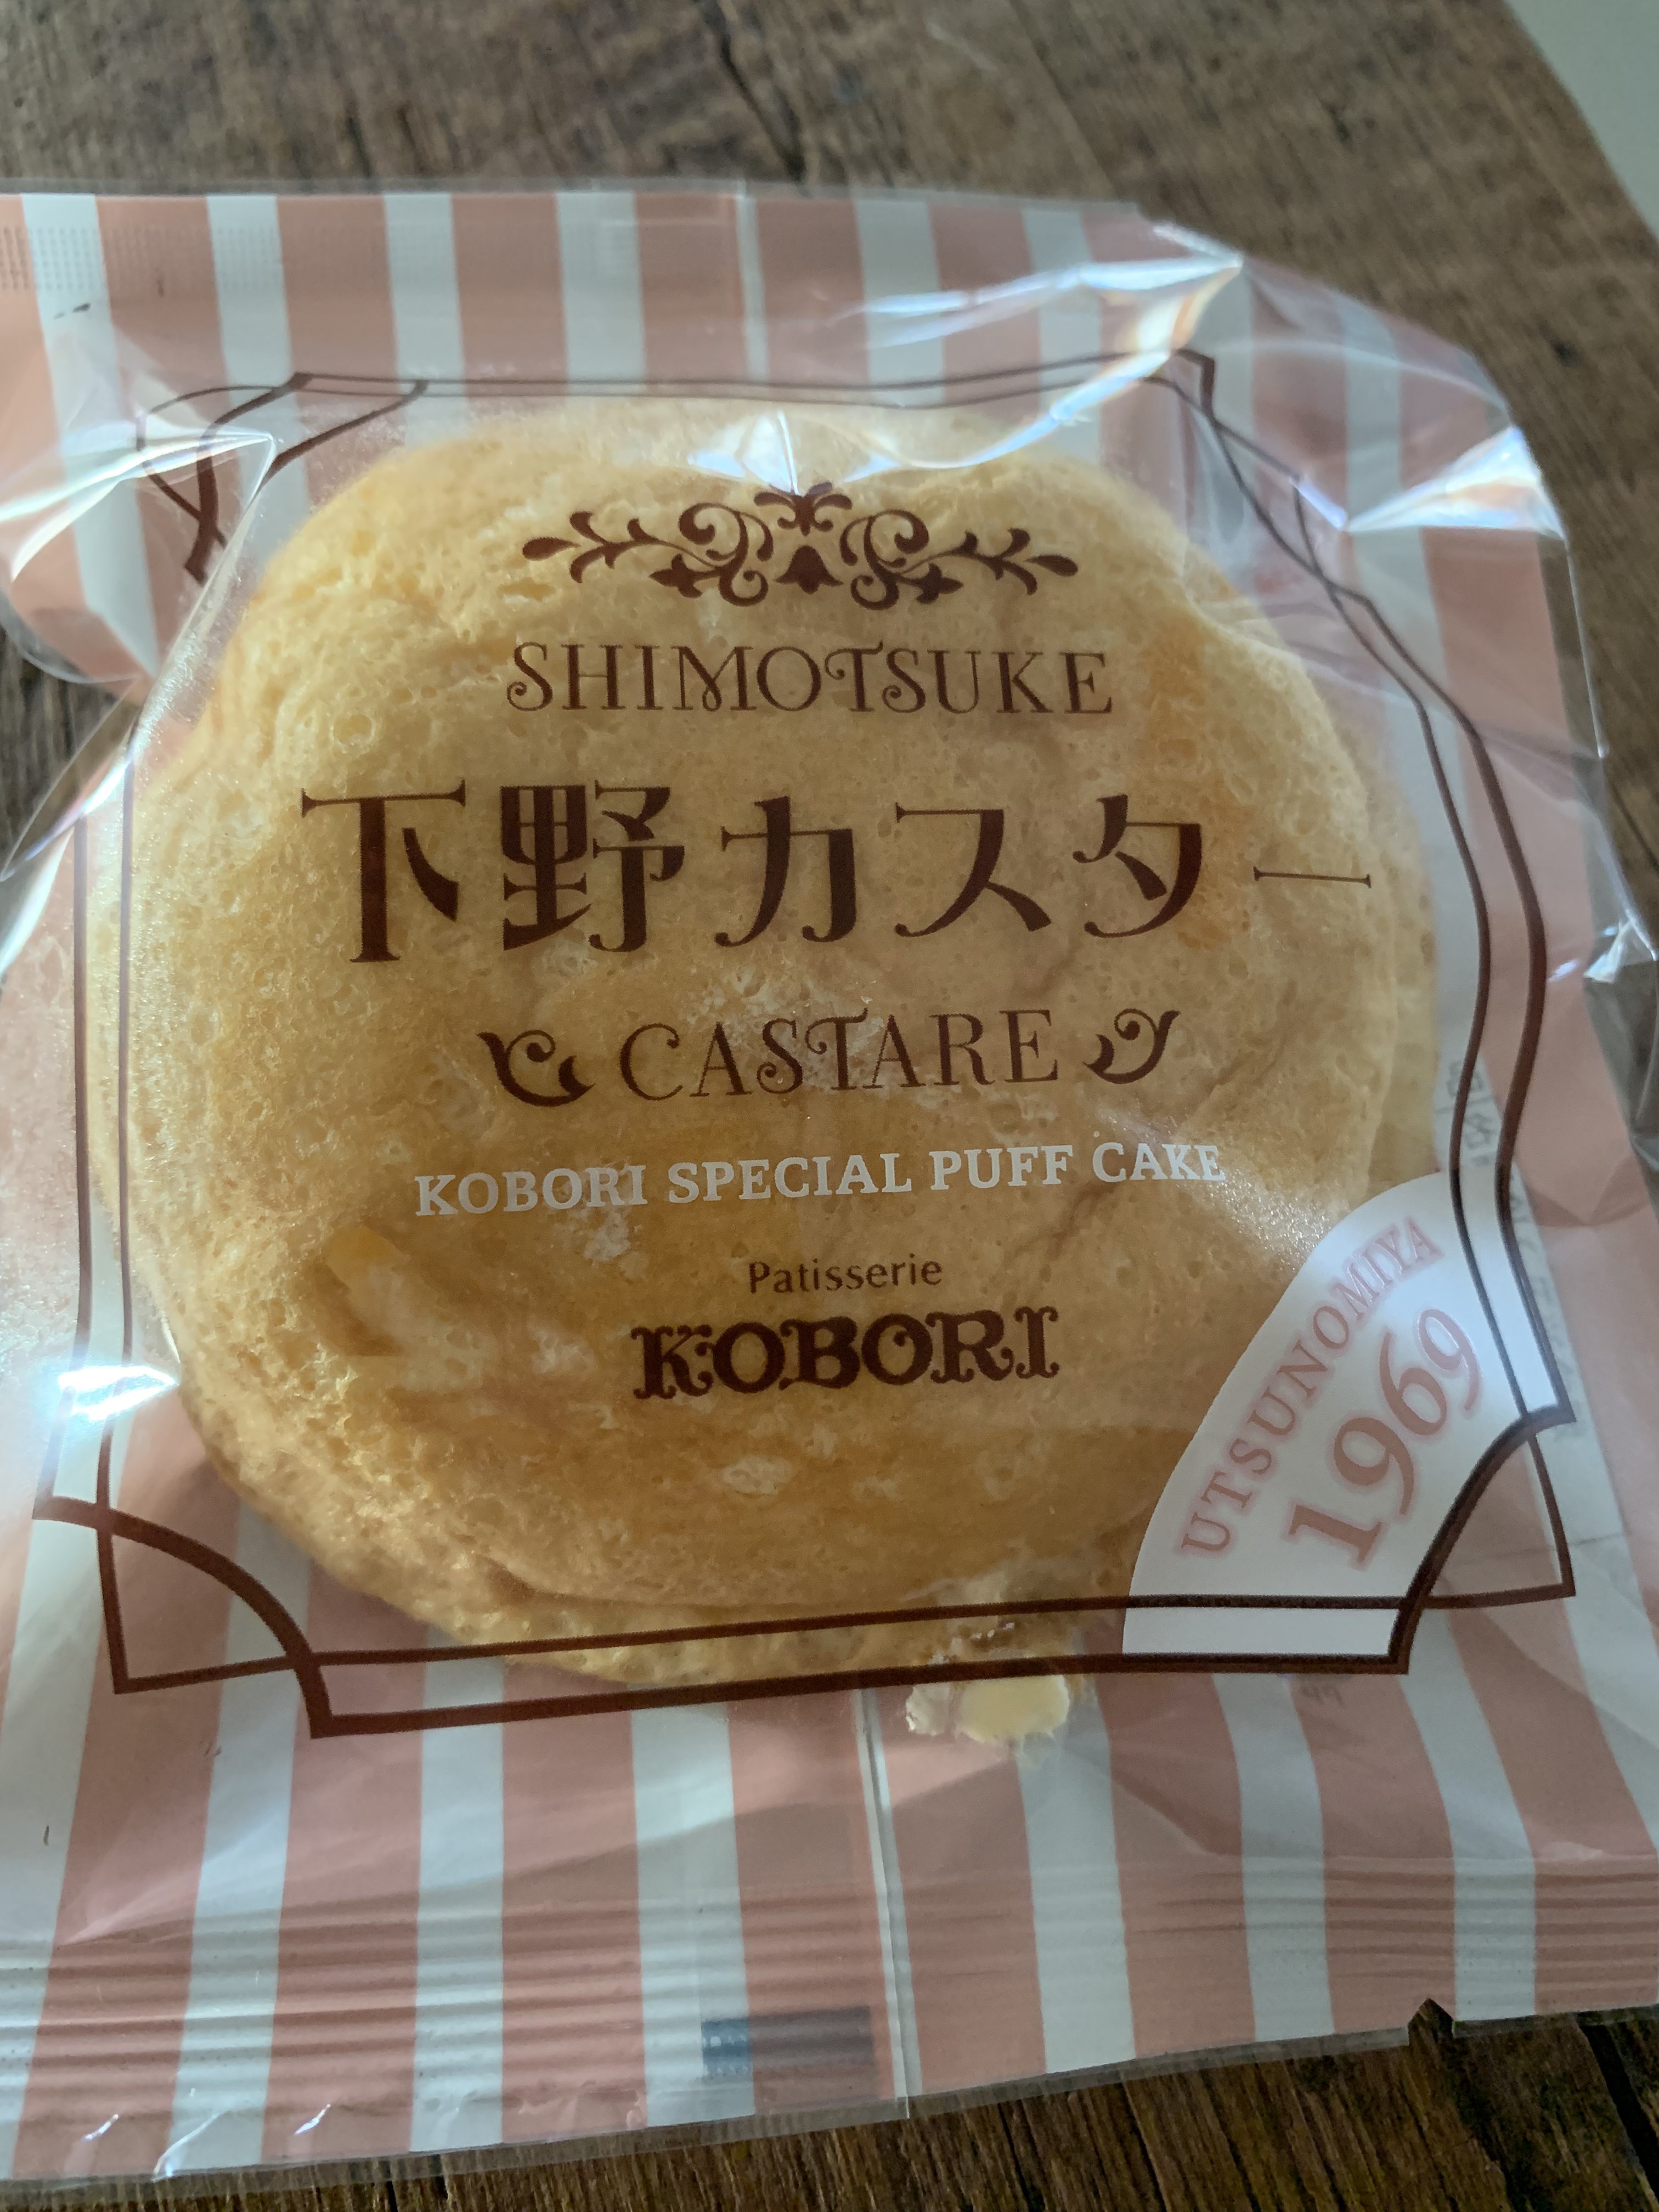 SHIMOTSUKE
下野カスター
CASTARE
KOBORI SPECIAL PUFF CAKE
Patisserie
KOBORI
UTSUNOMIYA
1969